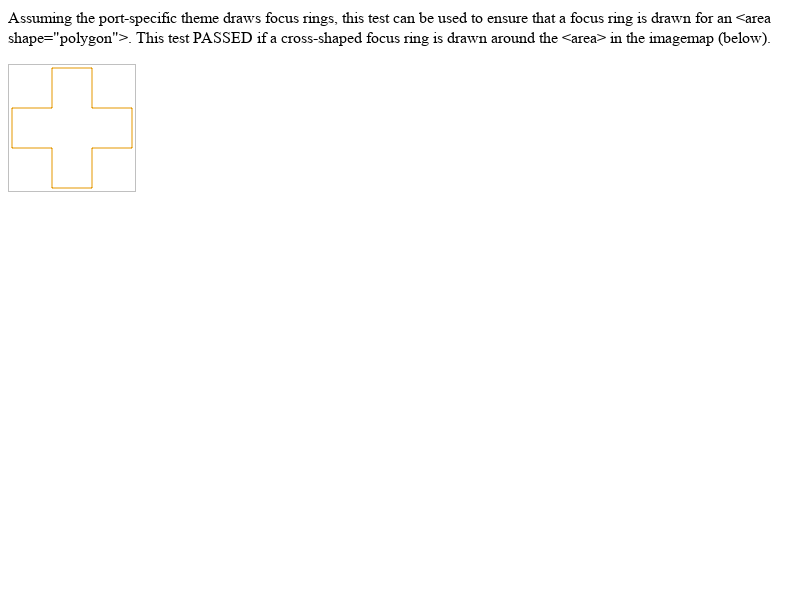 Assuming the port-specific theme draws focus rings, this test can be used to ensure that a focus ring is drawn for an <area
shape="polygon">. This test PASSED if a cross-shaped focus ring is drawn around the <area> in the imagemap (below).